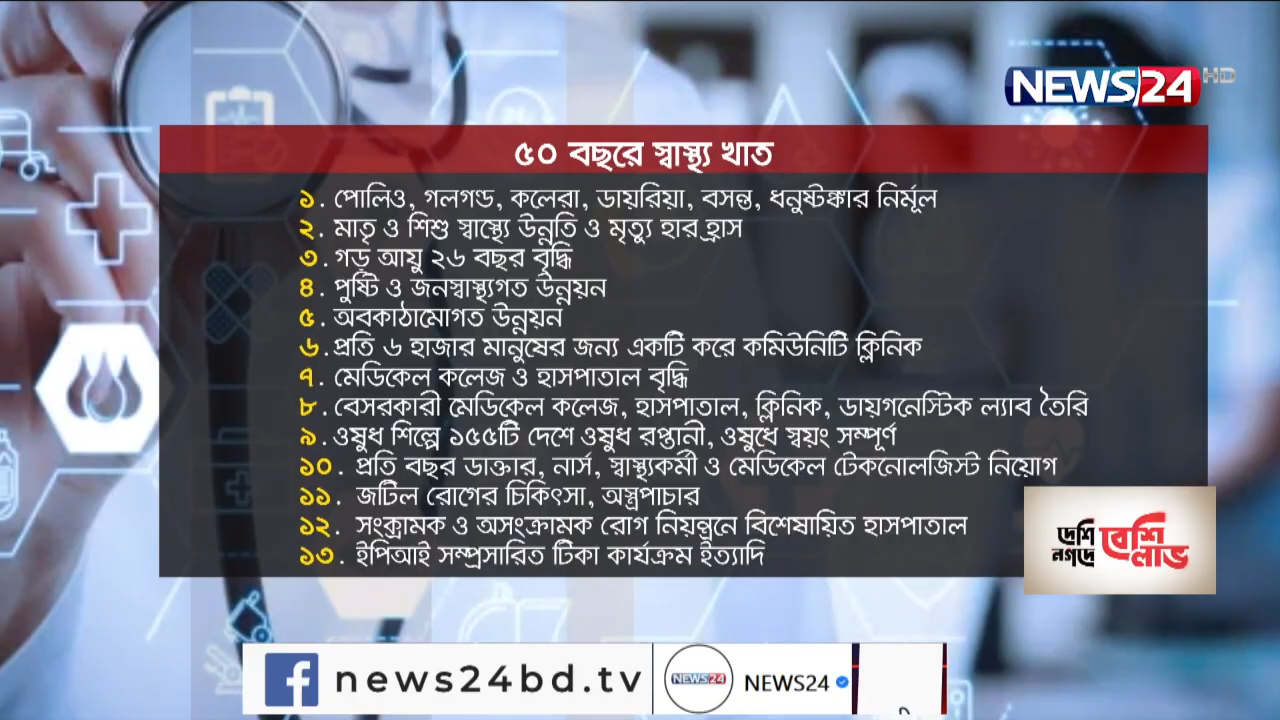 NEWS24 HD
৫০ বছরে স্বাস্থ্য খাত
১. পোলিও, গলগন্ড, কলেরা, ডায়রিয়া, বসন্ত, ধনুষ্টঙ্কার নির্মূল
২. মাতৃ ও শিশু স্বাস্থ্যে উন্নতি ও মৃত্যু হার হ্রাস
৩. গড় আয়ু ২৬ বছর বৃদ্ধি
৪. পুষ্টি ও জনস্বাস্থ্যগত উন্নয়ন
৫. অবকাঠামোগত উন্নয়ন
৬. প্রতি ৬ হাজার মানুষের জন্য একটি করে কমিউনিটি ক্লিনিক
৭. মেডিকেল কলেজ ও হাসপাতাল বৃদ্ধি
৮. বেসরকারী মেডিকেল কলেজ, হাসপাতাল, ক্লিনিক, ডায়গনেস্টিক ল্যাব তৈরি
৯. ওষুধ শিল্পে ১৫৫টি দেশে ওষুধ রপ্তানী, ওষুধে স্বয়ং সম্পূর্ণ
১০. প্রতি বছর ডাক্তার, নার্স, স্বাস্থ্যকর্মী ও মেডিকেল টেকনোলজিস্ট নিয়োগ
১১. জটিল রোগের চিকিৎসা, অস্ত্রপাচার
১২. সংক্রামক ও অসংক্রামক রোগ নিয়ন্ত্রনে বিশেষায়িত হাসপাতাল
১৩. ইপিআই সম্প্রসারিত টিকা কার্যক্রম ইত্যাদি
বেশি
নগদে
বেশি
লাভ
news24bd.tv
NEWS24
NEWS24